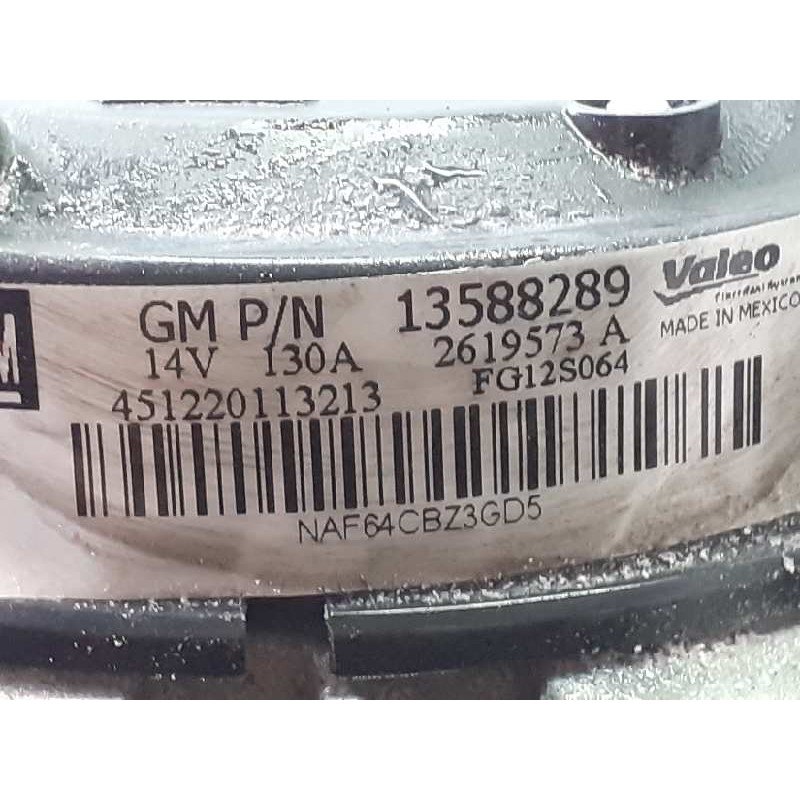 M
GM P/N 13588289
14V 130A 2619573 A
451220113213 FG12S064
Valeo
MADE IN MEXICO
NAF64CBZ3GD5